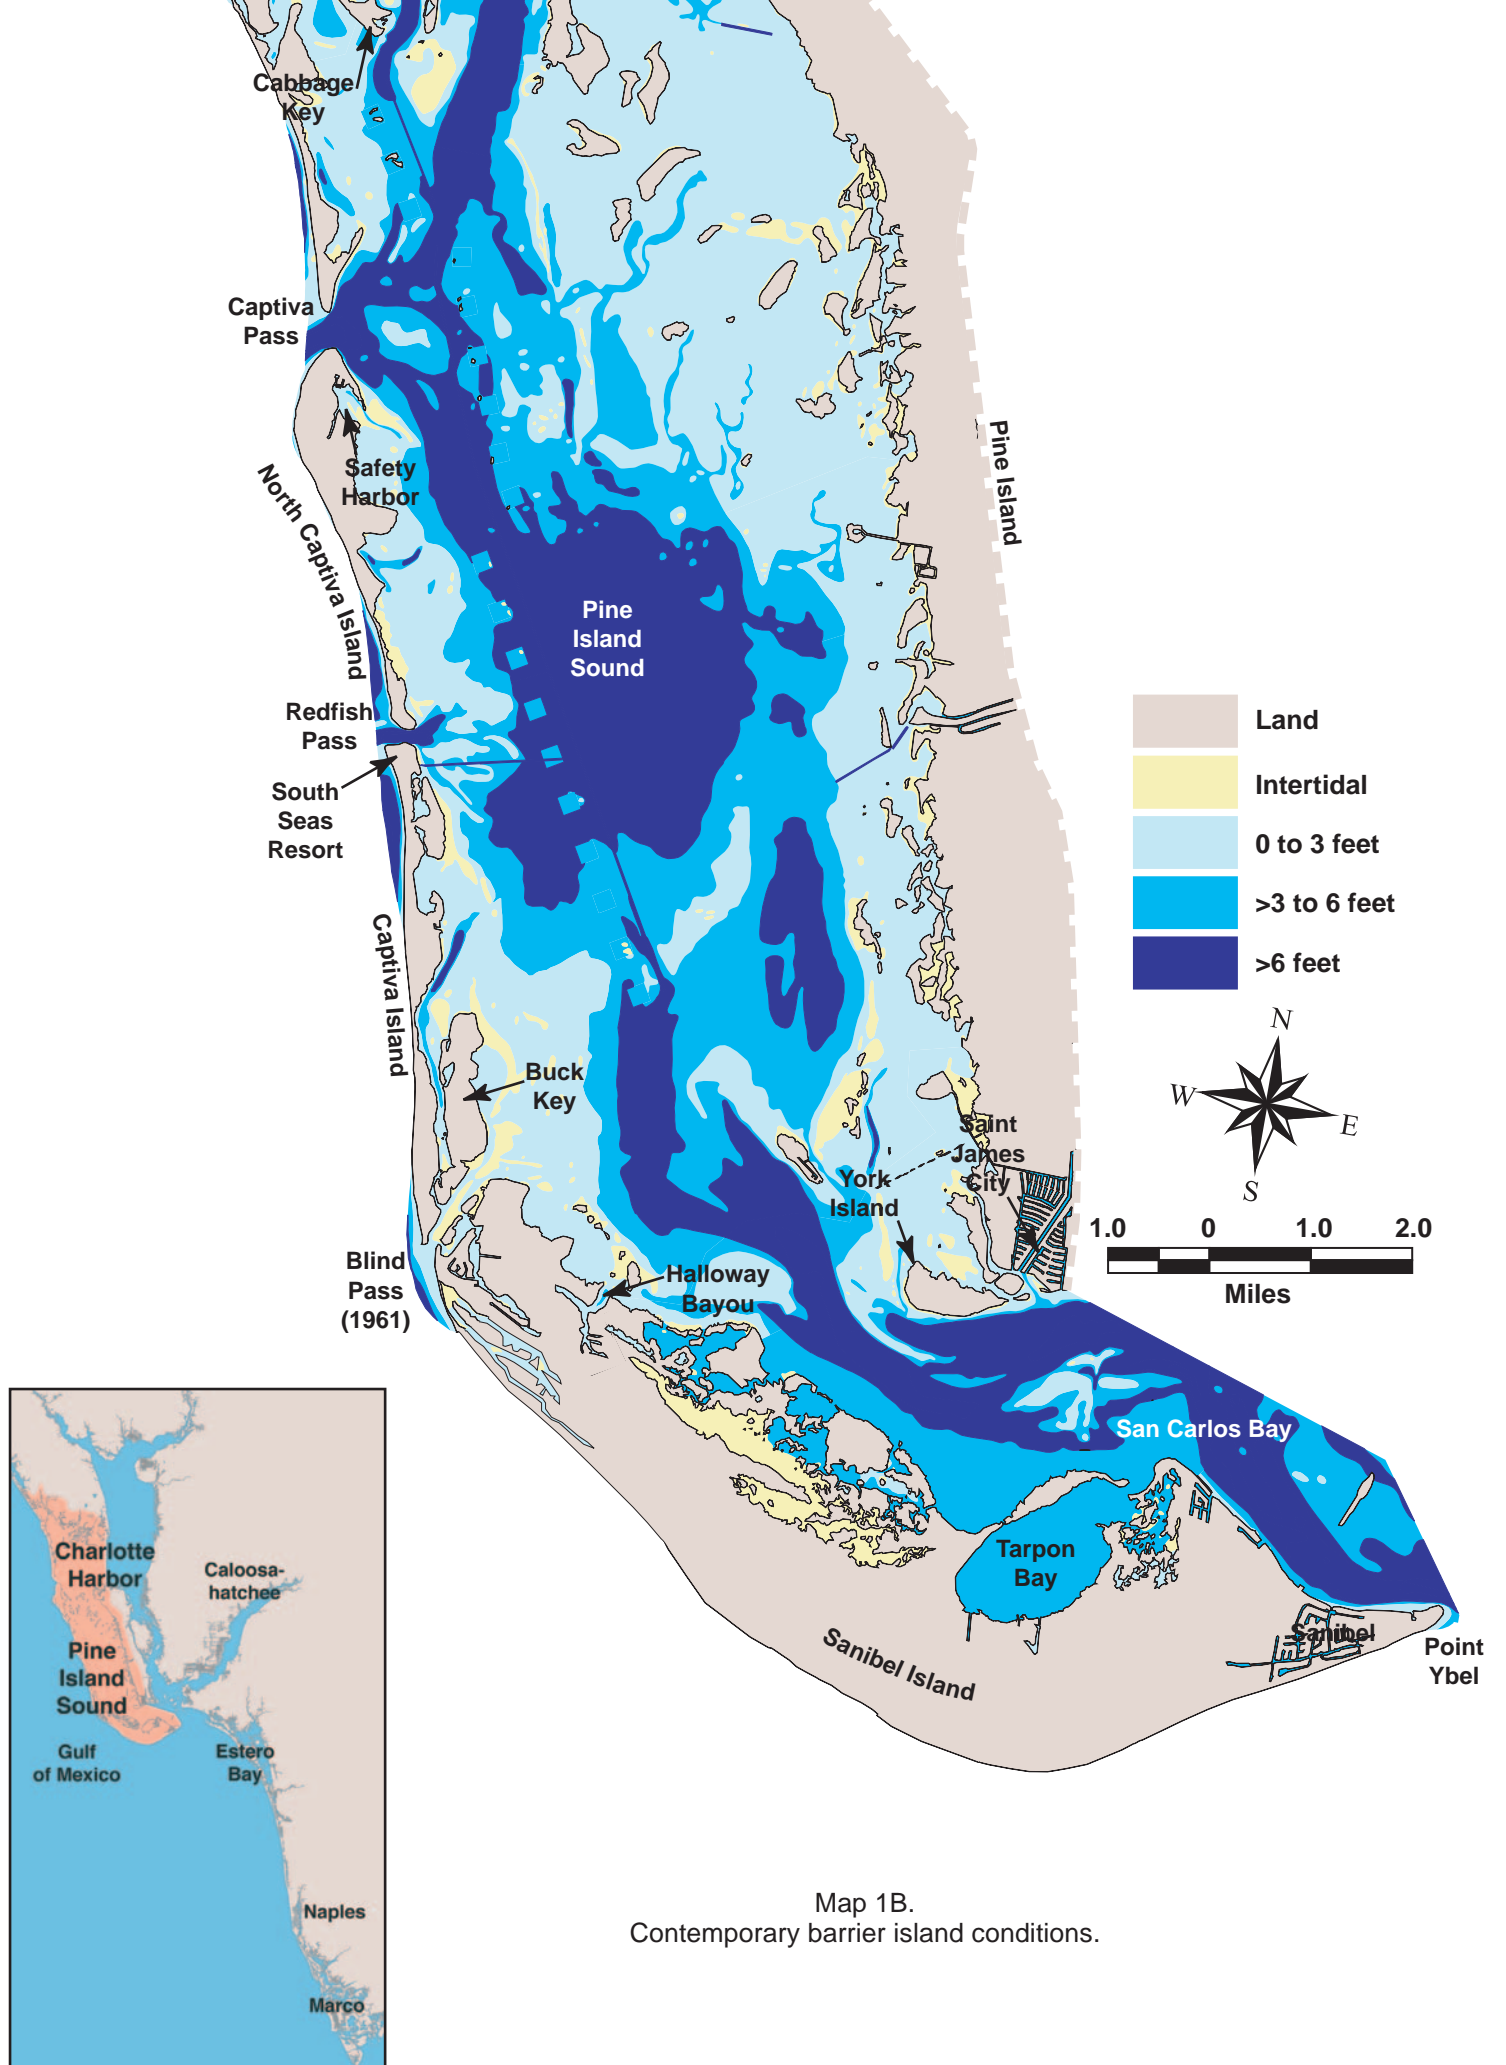 Cabbage
Key
Captiva
Pass
Safety
Harbor
North Captiva Island
Pine Island
Pine
Island
Sound
Redfish
Pass
South
Seas
Resort
Captiva Island
Land
Intertidal
0 to 3 feet
>3 to 6 feet
>6 feet
N
W
E
S
Buck
Key
Saint
James
City
York
Island
1.0
0
1.0
2.0
Miles
Blind
Pass
(1961)
Halloway
Bayou
San Carlos Bay
Tarpon
Bay
Sanibel Island
Sanibel
Point
Ybel
Charlotte
Harbor
Caloosa-
hatchee
Pine
Island
Sound
Gulf
of Mexico
Estero
Bay
Naples
Marco
Map 1B.
Contemporary barrier island conditions.